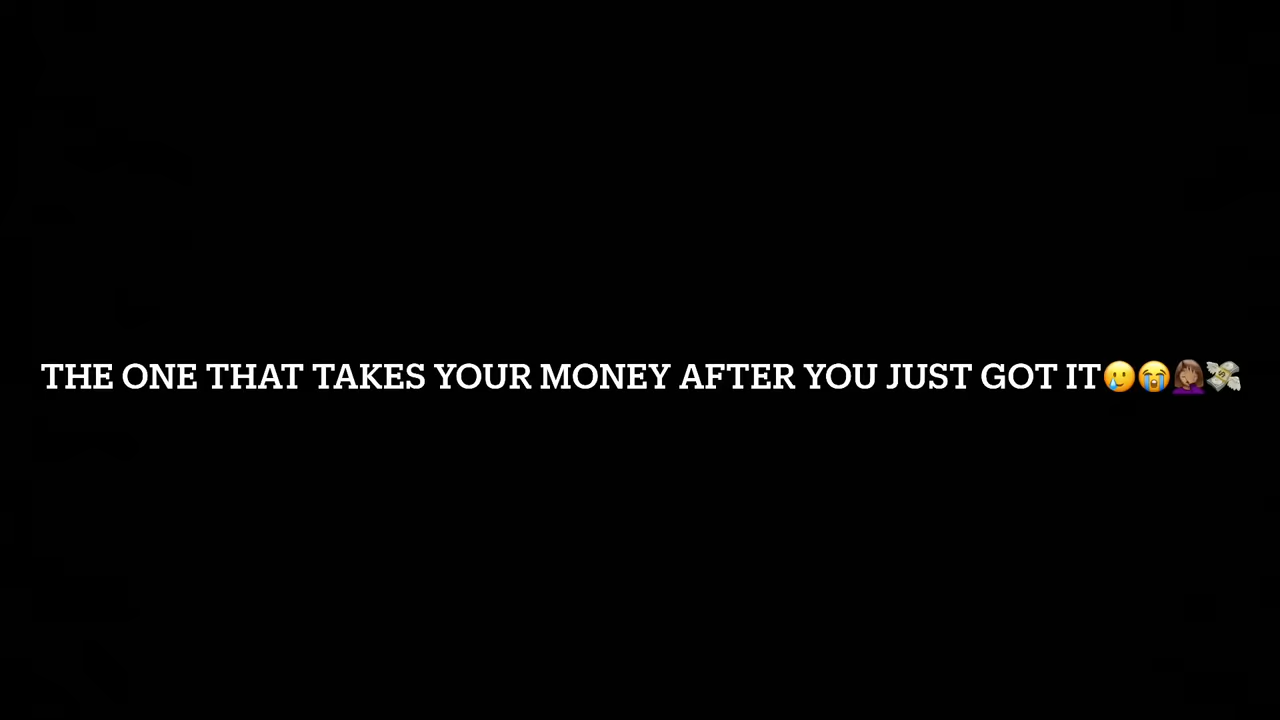 THE ONE THAT TAKES YOUR MONEY AFTER YOU JUST GOT IT🥲😭🤦🏽‍♀️💸